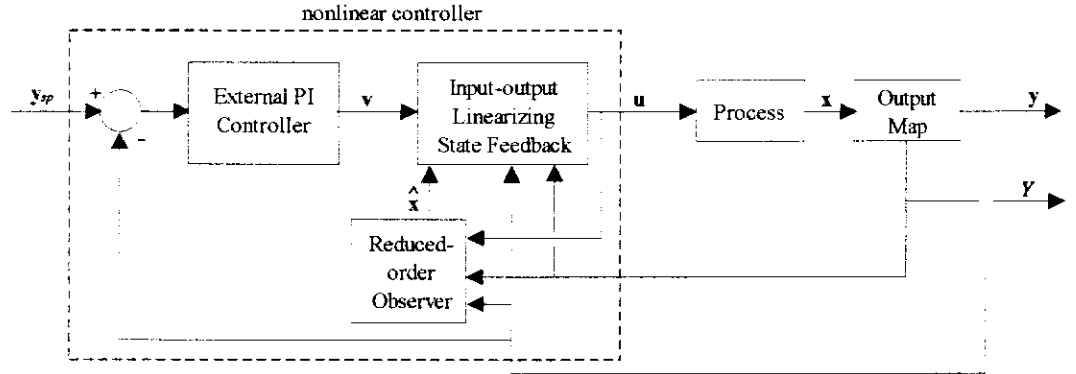 nonlinear controller
y_sp
+
-
External PI
Controller
v
Input-output
Linearizing
State Feedback
u
Process
x
Output
Map
y
Y
x̂
Reduced-
order
Observer